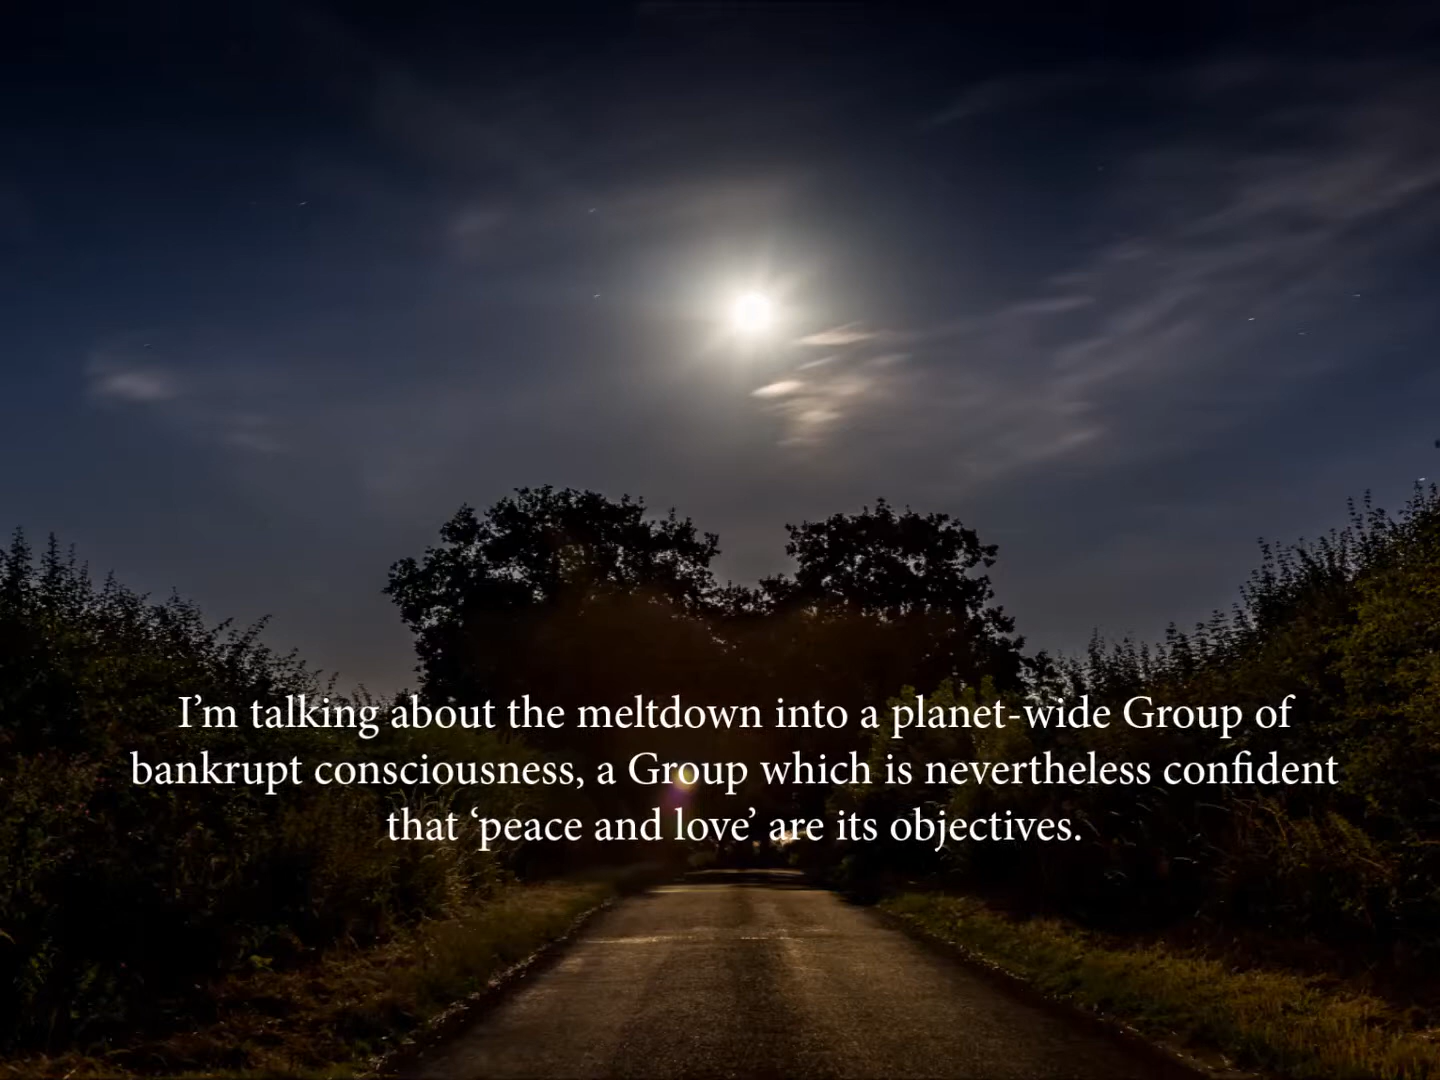 I’m talking about the meltdown into a planet-wide Group of
bankrupt consciousness, a Group which is nevertheless confident
that ‘peace and love’ are its objectives.